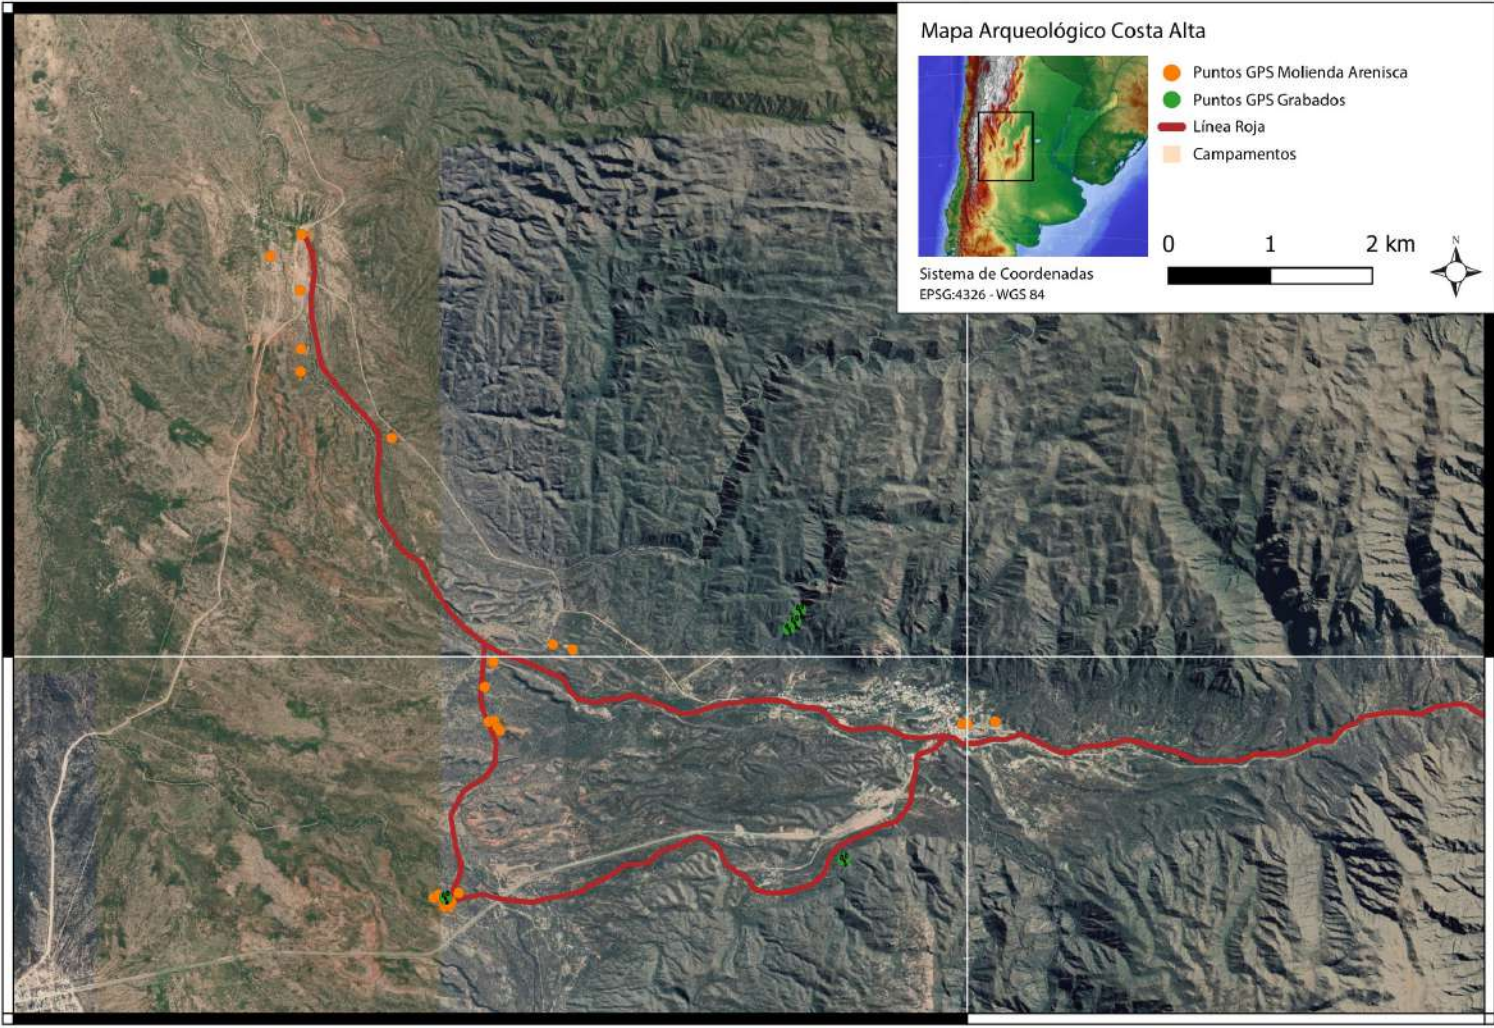 Mapa Arqueológico Costa Alta
Puntos GPS Molienda Arenisca
Puntos GPS Grabados
Línea Roja
Campamentos
0 1 2 km
N
Sistema de Coordenadas
EPSG:4326 - WGS 84